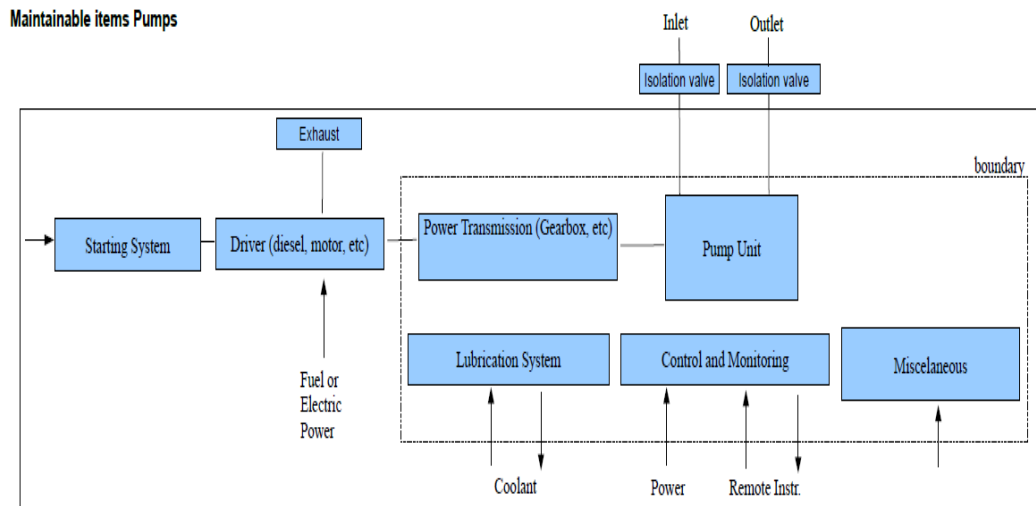 Maintainable items Pumps
Inlet
Outlet
Isolation valve
Isolation valve
Exhaust
boundary
Starting System
Driver (diesel, motor, etc)
Power Transmission (Gearbox, etc)
Pump Unit
Lubrication System
Control and Monitoring
Miscelaneous
Fuel or
Electric
Power
Coolant
Power
Remote Instr.